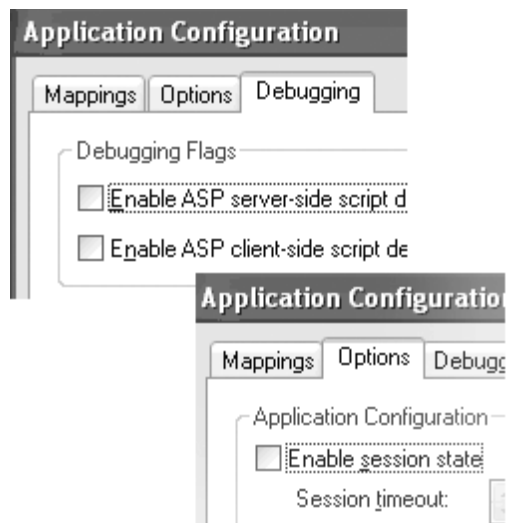 Application Configuration
Mappings Options Debugging
Debugging Flags
Enable ASP server-side script d
Enable ASP client-side script de
Application Configuratio
Mappings Options Debugg
Application Configuration
Enable session state
Session timeout: